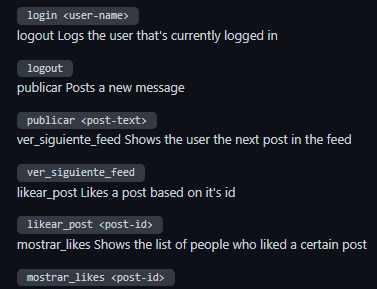 login <user-name>
logout Logs the user that's currently logged in
logout
publicar Posts a new message
publicar <post-text>
ver_siguiente_feed Shows the user the next post in the feed
ver_siguiente_feed
likear_post Likes a post based on it's id
likear_post <post-id>
mostrar_likes Shows the list of people who liked a certain post
mostrar_likes <post-id>